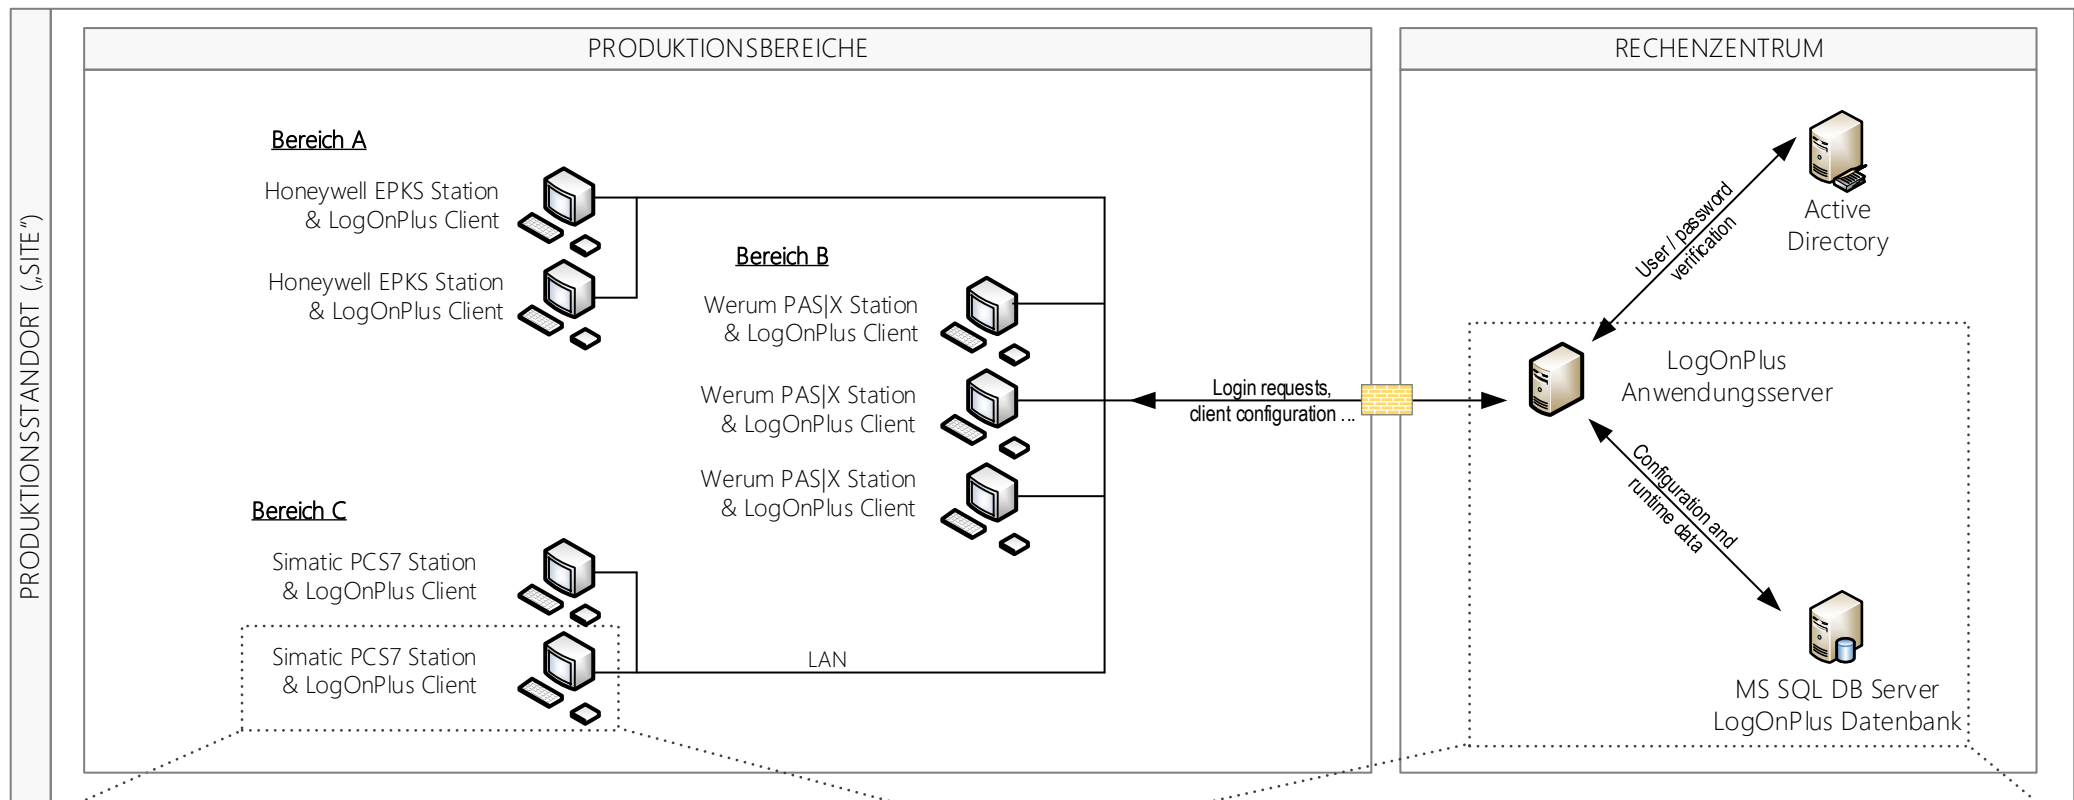 PRODUKTIONSSTANDORT („SITE“)
PRODUKTIONSBEREICHE
Bereich A
Honeywell EPKS Station
& LogOnPlus Client
Honeywell EPKS Station
& LogOnPlus Client
Bereich B
Werum PAS|X Station
& LogOnPlus Client
Werum PAS|X Station
& LogOnPlus Client
Werum PAS|X Station
& LogOnPlus Client
Bereich C
Simatic PCS7 Station
& LogOnPlus Client
Simatic PCS7 Station
& LogOnPlus Client
LAN
Login requests,
client configuration ...
RECHENZENTRUM
Active
Directory
User / password
verification
LogOnPlus
Anwendungsserver
Configuration and
runtime data
MS SQL DB Server
LogOnPlus Datenbank